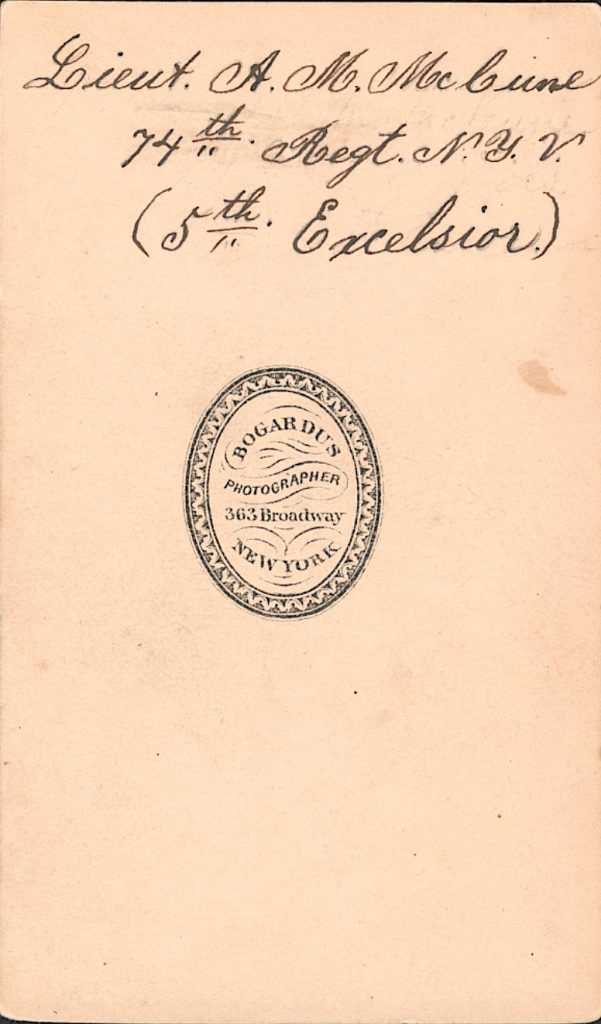 Lieut. A. M. McCune
74th. Regt. N.Y.V.
(5th. Excelsior.)
BOGARDUS
PHOTOGRAPHER
363 Broadway
NEW YORK